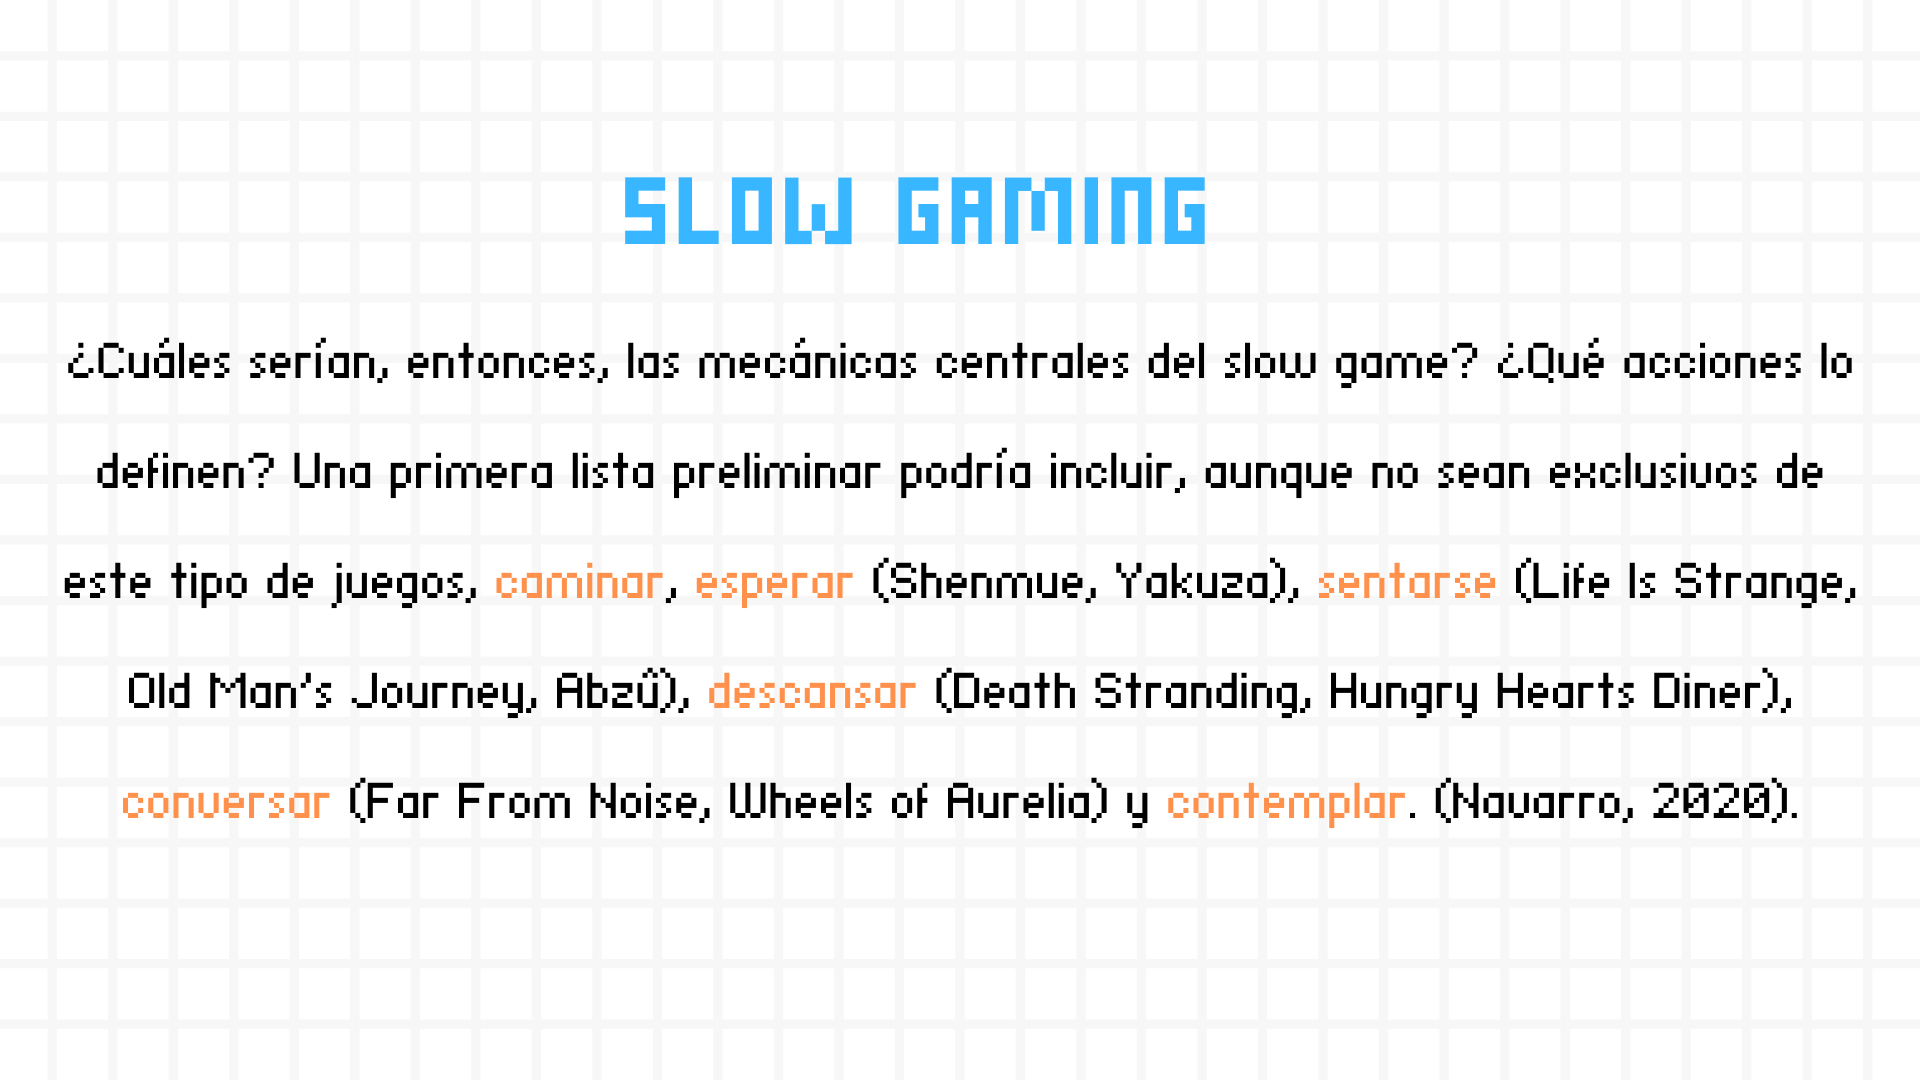 SLOW GAMING
¿Cuáles serían, entonces, las mecánicas centrales del slow game? ¿Qué acciones lo
definen? Una primera lista preliminar podría incluir, aunque no sean exclusivos de
este tipo de juegos, caminar, esperar (Shenmue, Yakuza), sentarse (Life Is Strange,
Old Man's Journey, Abzû), descansar (Death Stranding, Hungry Hearts Diner),
conversar (Far From Noise, Wheels of Aurelia) y contemplar. (Navarro, 2020).